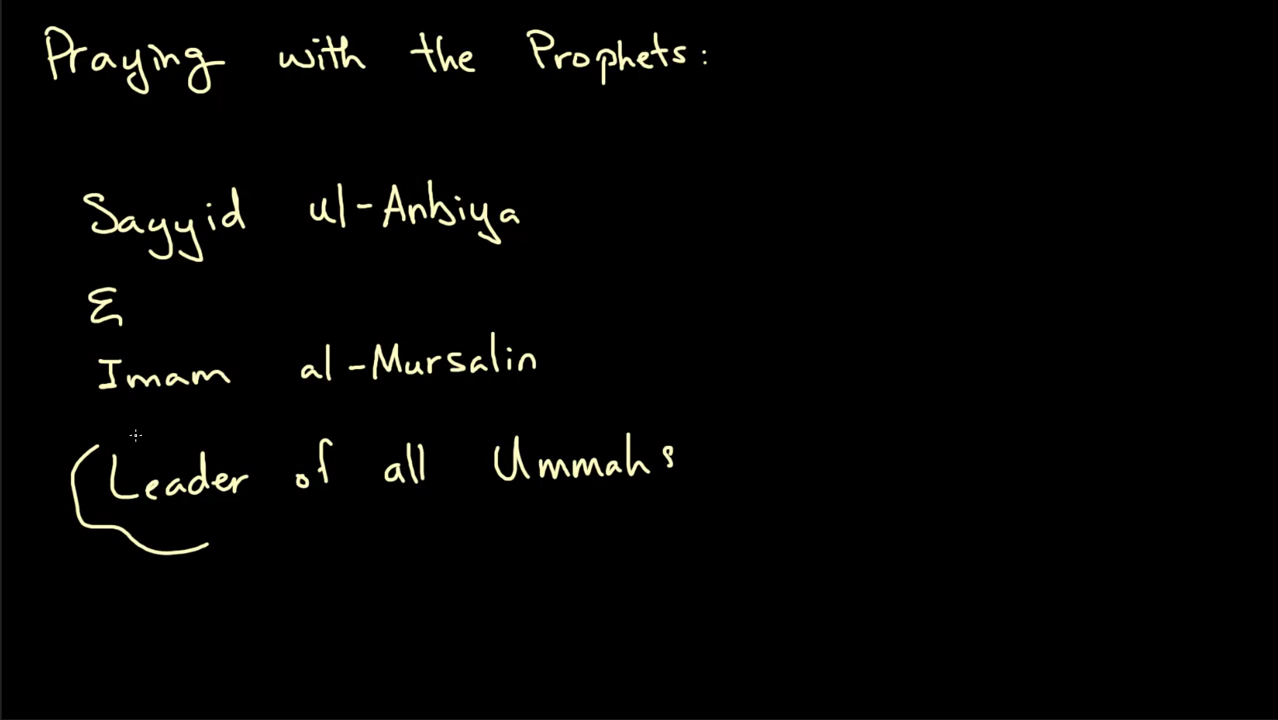 Praying with the Prophets:
Sayyid ul-Anbiya
&
Imam al-Mursalin
(Leader of all Ummahs